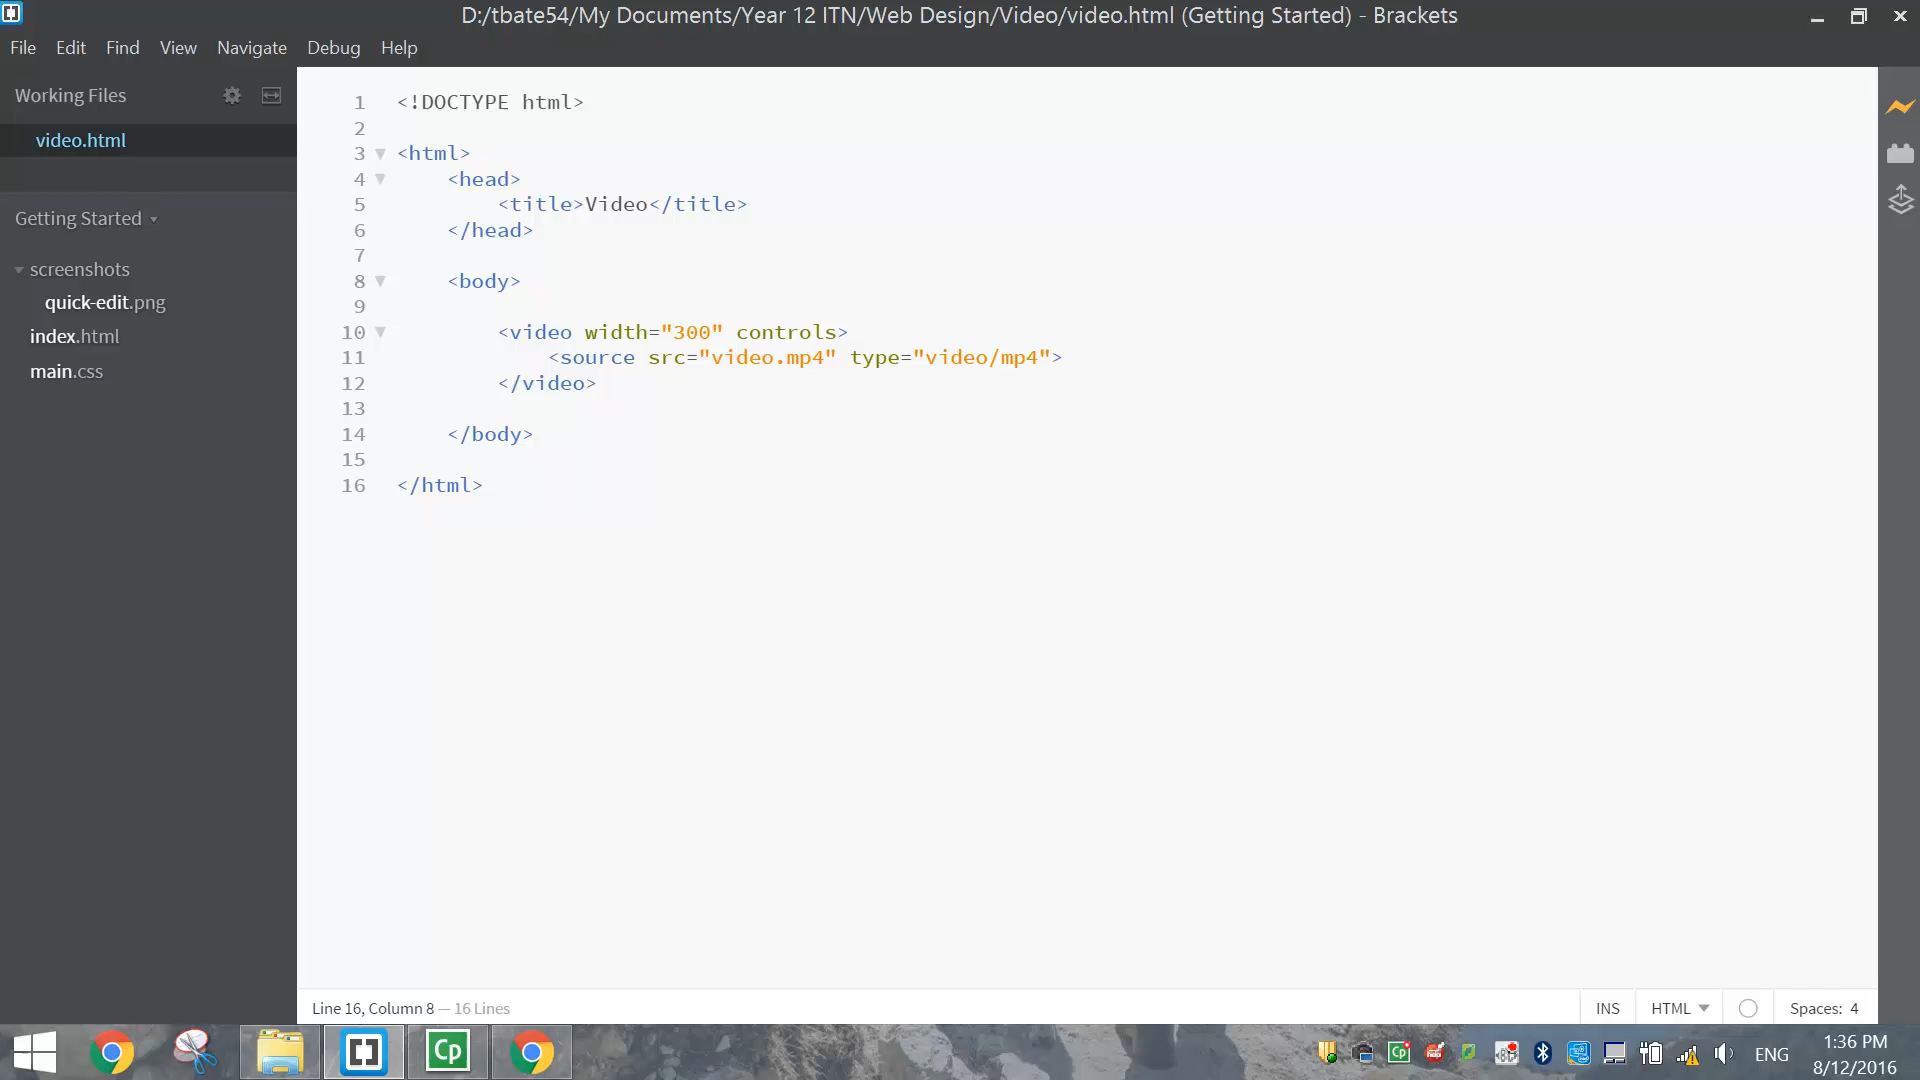 D:/tbate54/My Documents/Year 12 ITN/Web Design/Video/video.html (Getting Started) - Brackets
File Edit Find View Navigate Debug Help
Working Files
video.html
Getting Started
screenshots
quick-edit.png
index.html
main.css
1 <!DOCTYPE html>
2
3 <html>
4 <head>
5 <title>Video</title>
6 </head>
7
8 <body>
9
10 <video width="300" controls>
11 <source src="video.mp4" type="video/mp4">
12 </video>
13
14 </body>
15
16 </html>
Line 16, Column 8 — 16 Lines
INS HTML Spaces: 4
Cp
Cp
ENG
1:36 PM
8/12/2016